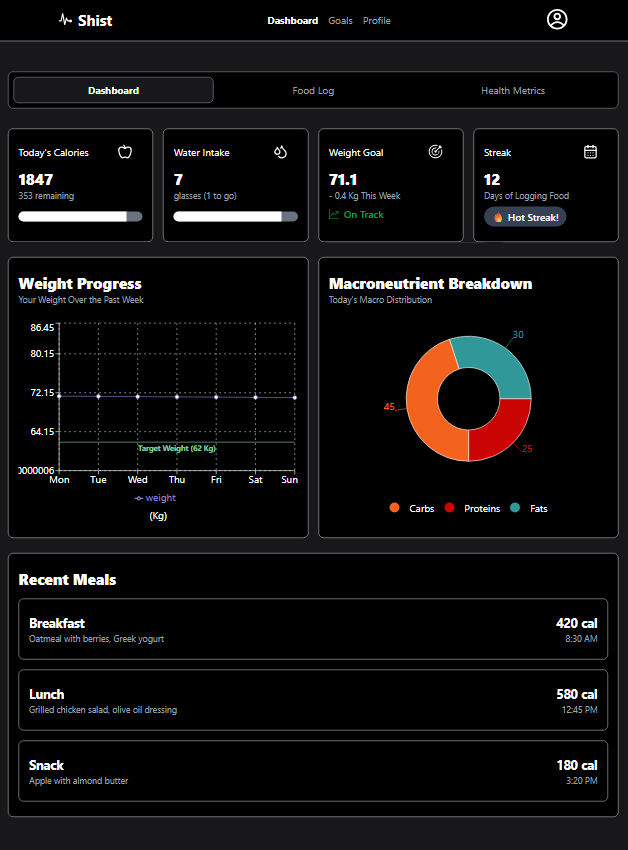 Shist
Dashboard Goals Profile
Dashboard Food Log Health Metrics
Today's Calories
1847
353 remaining
Water Intake
7
glasses (1 to go)
Weight Goal
71.1
- 0.4 Kg This Week
On Track
Streak
12
Days of Logging Food
🔥 Hot Streak!
Weight Progress
Your Weight Over the Past Week
86.45
80.15
72.15
64.15
0000006
Target Weight (62 Kg)
Mon Tue Wed Thu Fri Sat Sun
weight
(Kg)
Macronutrient Breakdown
Today's Macro Distribution
30
45
25
Carbs Proteins Fats
Recent Meals
Breakfast 420 cal
Oatmeal with berries, Greek yogurt 8:30 AM
Lunch 580 cal
Grilled chicken salad, olive oil dressing 12:45 PM
Snack 180 cal
Apple with almond butter 3:20 PM